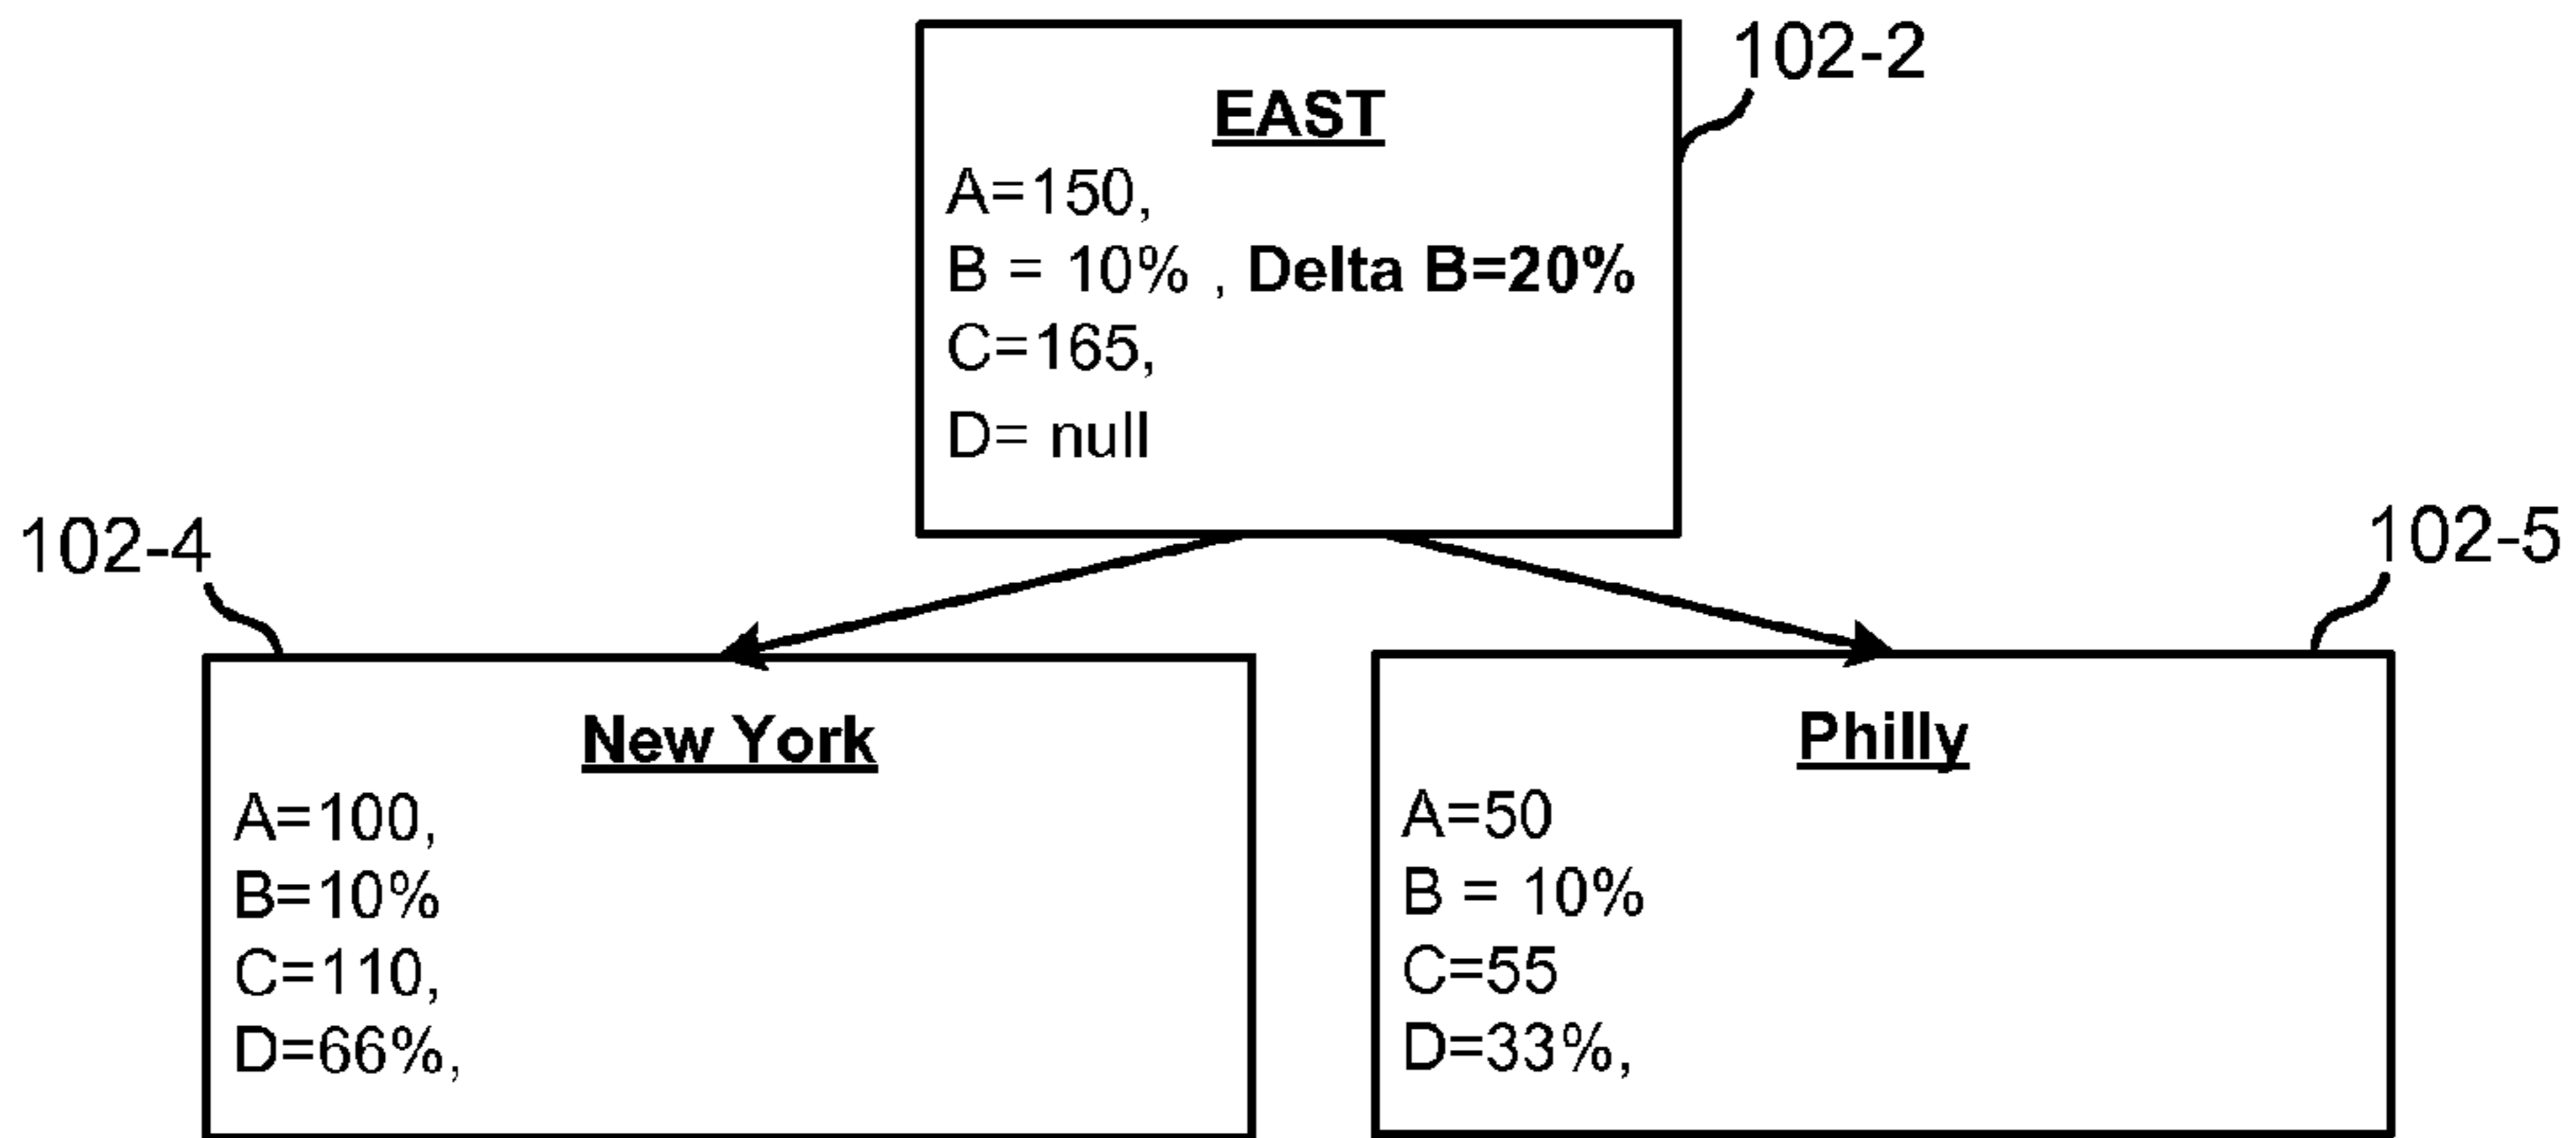 102-2
EAST
A=150,
B = 10% , Delta B=20%
C=165,
D= null
102-4
102-5
New York
A=100,
B=10%
C=110,
D=66%,
Philly
A=50
B = 10%
C=55
D=33%,